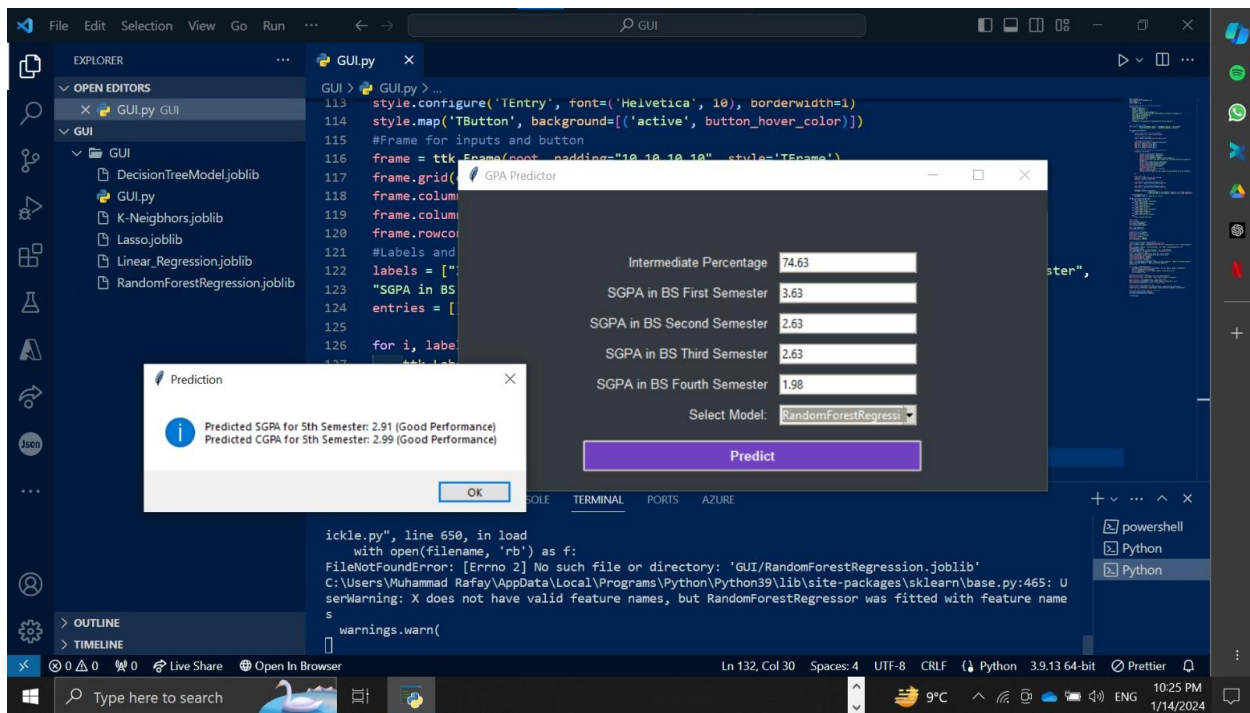 File Edit Selection View Go Run ··· GUI
EXPLORER ···
OPEN EDITORS
GUI.py GUI
GUI
GUI
DecisionTreeModel.joblib
GUI.py
K-Neigbhors.joblib
Lasso.joblib
Linear_Regression.joblib
RandomForestRegression.joblib
OUTLINE
TIMELINE
Json
GUI.py
GUI > GUI.py > ...
113 style.configure('TEntry', font=('Helvetica', 10), borderwidth=1)
114 style.map('TButton', background=[('active', button_hover_color)])
115 #Frame for inputs and button
116 frame = ttk.Frame(root, padding="10 10 10 10", style='TFrame')
117 frame.grid(
118 frame.colum
119 frame.colum
120 frame.rowco
121 #Labels and
122 labels = [" ster",
123 "SGPA in BS
124 entries = [
125
126 for i, labe
127
GPA Predictor
Intermediate Percentage 74.63
SGPA in BS First Semester 3.63
SGPA in BS Second Semester 2.63
SGPA in BS Third Semester 2.63
SGPA in BS Fourth Semester 1.98
Select Model: RandomForestRegressi
Predict
Prediction
Predicted SGPA for 5th Semester: 2.91 (Good Performance)
Predicted CGPA for 5th Semester: 2.99 (Good Performance)
OK
SOLE TERMINAL PORTS AZURE
ickle.py", line 650, in load
with open(filename, 'rb') as f:
FileNotFoundError: [Errno 2] No such file or directory: 'GUI/RandomForestRegression.joblib'
C:\Users\Muhammad Rafay\AppData\Local\Programs\Python\Python39\lib\site-packages\sklearn\base.py:465: U
serWarning: X does not have valid feature names, but RandomForestRegressor was fitted with feature name
s
warnings.warn(
powershell
Python
Python
0 0 0 Live Share Open In Browser Ln 132, Col 30 Spaces: 4 UTF-8 CRLF Python 3.9.13 64-bit Prettier
Type here to search 9°C ENG 10:25 PM
1/14/2024